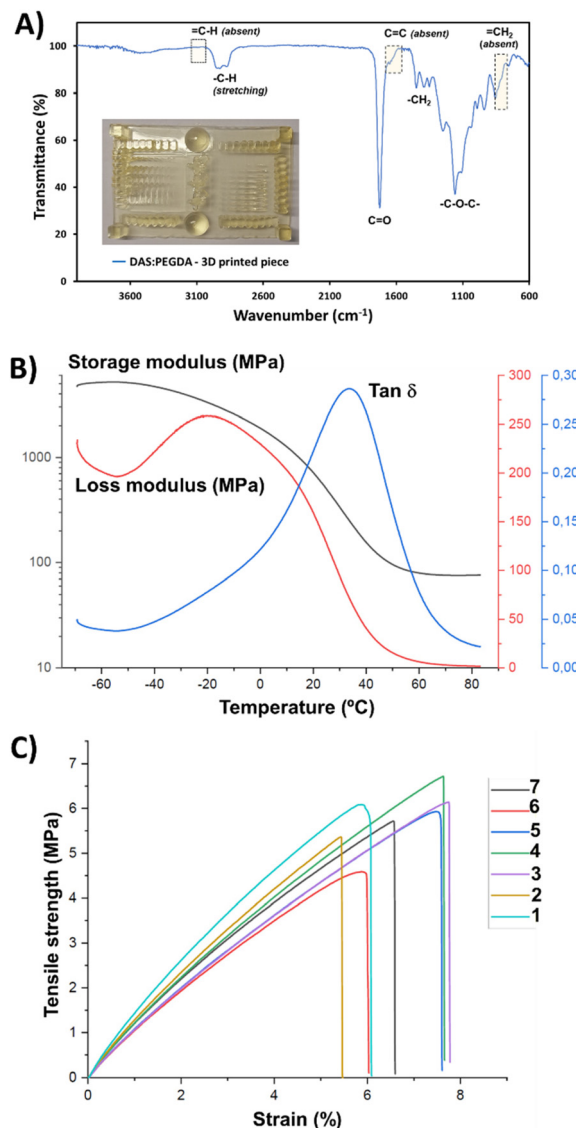 A)
=C-H (absent)
C=C (absent)
=CH₂
(absent)
-C-H
(stretching)
-CH₂
C=O
-C-O-C-
Transmittance (%)
100
80
60
40
20
0
DAS:PEGDA - 3D printed piece
3600 3100 2600 2100 1600 1100 600
Wavenumber (cm⁻¹)
B)
Storage modulus (MPa)
Tan δ
Loss modulus (MPa)
1000
100
10
300
250
200
150
100
50
0
0,30
0,25
0,20
0,15
0,10
0,05
0,00
-60 -40 -20 0 20 40 60 80
Temperature (ºC)
C)
Tensile strength (MPa)
7
6
5
4
3
2
1
0
7
6
5
4
3
2
1
0 2 4 6 8
Strain (%)